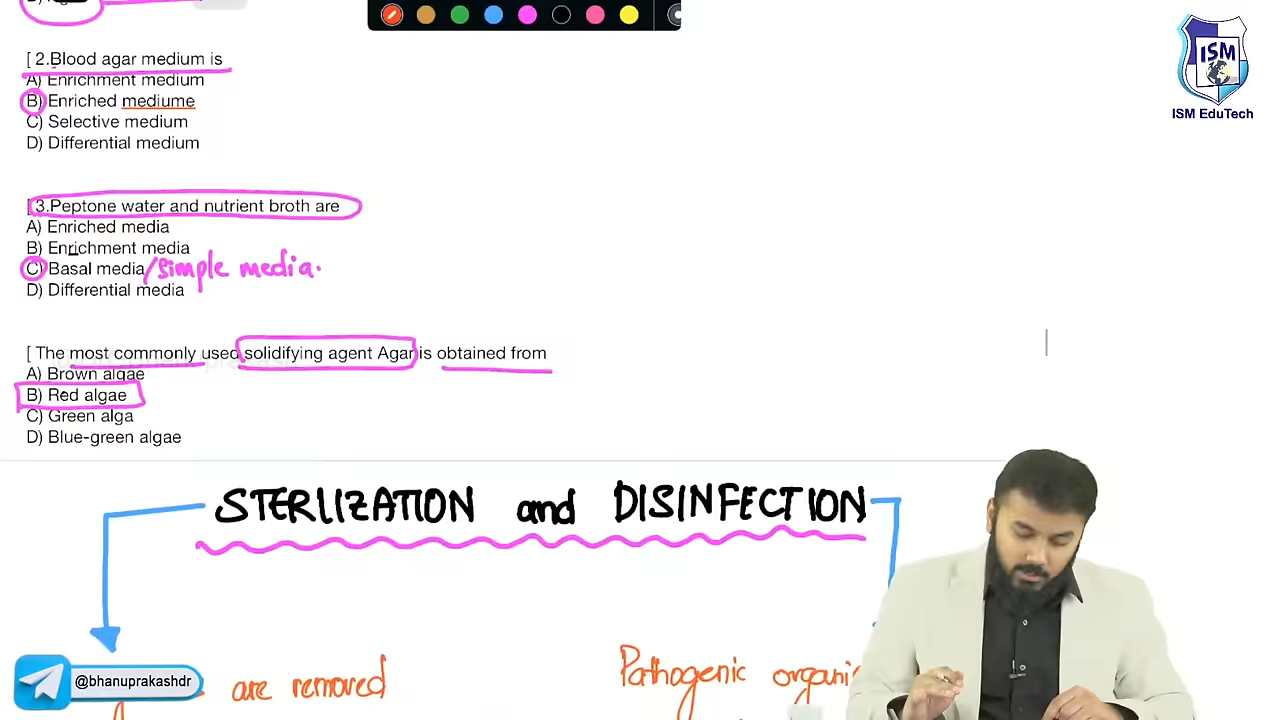 [ 2.Blood agar medium is
A) Enrichment medium
B) Enriched mediume
C) Selective medium
D) Differential medium
[ 3.Peptone water and nutrient broth are
A) Enriched media
B) Enrichment media
C) Basal media /simple media.
D) Differential media
[ The most commonly used solidifying agent Agar is obtained from
A) Brown algae
B) Red algae
C) Green alga
D) Blue-green algae
STERLIZATION and DISINFECTION
are removed
Pathogenic
@bhanuprakashdr
ISM
ISM EduTech